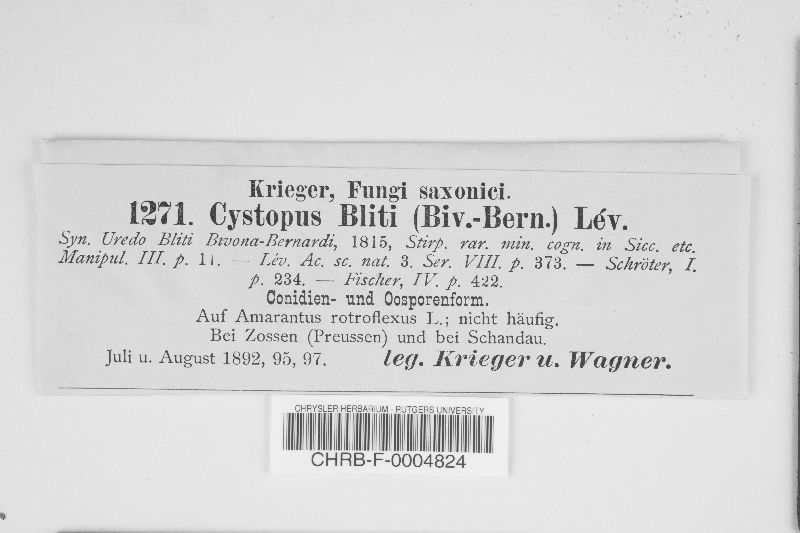 Krieger, Fungi saxonici.
1271. Cystopus Bliti (Biv.-Bern.) Lév.
Syn. Uredo Bliti Bivona-Bernardi, 1815, Stirp. rar. min. cogn. in Sicc. etc.
Manipul. III. p. 11. — Lév. Ac. sc. nat. 3. Ser. VIII. p. 373. — Schröter, I.
p. 234. — Fischer, IV. p. 422.
Conidien- und Oosporenform.
Auf Amarantus rotroflexus L.; nicht häufig.
Bei Zossen (Preussen) und bei Schandau.
Juli u. August 1892, 95, 97. leg. Krieger u. Wagner.
CHRYSLER HERBARIUM - RUTGERS UNIVERSITY
CHRB-F-0004824